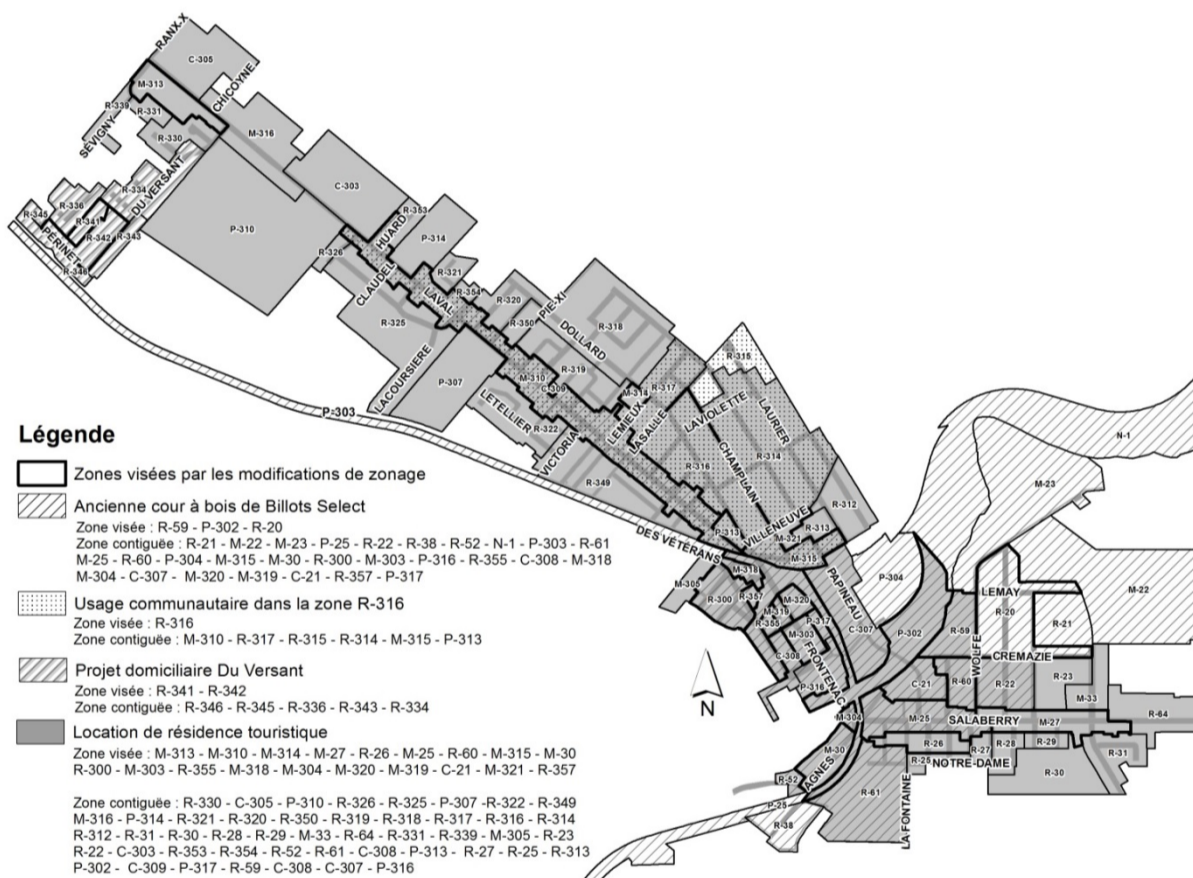 RANX-X
C-305
CHICOYNE
M-313
R-339
R-331
SÉVIGNY
R-330
M-316
C-303
R-334
DU VERSANT
R-336
R-345
R-341
R-342
R-343
PÉRINET
R-346
P-310
R-353
HUARD
P-314
R-326
CLAUDEL
R-321
R-354
LAVAL
R-320
R-325
R-350
PIE-XI
DOLLARD
R-318
LACOURSIERE
P-307
M-310
R-319
C-309
M-314
R-317
R-315
P-303
LETELLIER
R-322
VICTORIA
LEMIEUX
LASALLE
LAVIOLETTE
LAURIER
R-316
CHAMPLAIN
R-314
R-349
R-312
P-313
VILLENEUVE
R-313
M-321
M-315
DES VÉTÉRANS
N-1
M-23
M-22
M-318
M-305
R-300
R-357
M-320
M-319
R-355
P-317
M-303
C-308
P-316
FRONTENAC
PAPINEAU
C-307
P-304
P-302
R-59
LEMAY
R-20
R-21
WOLFE
CREMAZIE
C-21
R-60
R-22
R-23
M-33
M-304
M-25
SALABERRY
M-27
R-64
M-30
R-26
R-27
R-28
R-29
R-31
R-25
NOTRE-DAME
R-30
AGNES
R-52
R-61
LA FONTAINE
P-25
R-38
N
Légende
Zones visées par les modifications de zonage
Ancienne cour à bois de Billots Select
Zone visée : R-59 - P-302 - R-20
Zone contiguée : R-21 - M-22 - M-23 - P-25 - R-22 - R-38 - R-52 - N-1 - P-303 - R-61
M-25 - R-60 - P-304 - M-315 - M-30 - R-300 - M-303 - P-316 - R-355 - C-308 - M-318
M-304 - C-307 - M-320 - M-319 - C-21 - R-357 - P-317
Usage communautaire dans la zone R-316
Zone visée : R-316
Zone contiguée : M-310 - R-317 - R-315 - R-314 - M-315 - P-313
Projet domiciliaire Du Versant
Zone visée : R-341 - R-342
Zone contiguée : R-346 - R-345 - R-336 - R-343 - R-334
Location de résidence touristique
Zone visée : M-313 - M-310 - M-314 - M-27 - R-26 - M-25 - R-60 - M-315 - M-30
R-300 - M-303 - R-355 - M-318 - M-304 - M-320 - M-319 - C-21 - M-321 - R-357
Zone contiguée : R-330 - C-305 - P-310 - R-326 - R-325 - P-307 -R-322 - R-349
M-316 - P-314 - R-321 - R-320 - R-350 - R-319 - R-318 - R-317 - R-316 - R-314
R-312 - R-31 - R-30 - R-28 - R-29 - M-33 - R-64 - R-331 - R-339 - M-305 - R-23
R-22 - C-303 - R-353 - R-354 - R-52 - R-61 - C-308 - P-313 - R-27 - R-25 - R-313
P-302 - C-309 - P-317 - R-59 - C-308 - C-307 - P-316